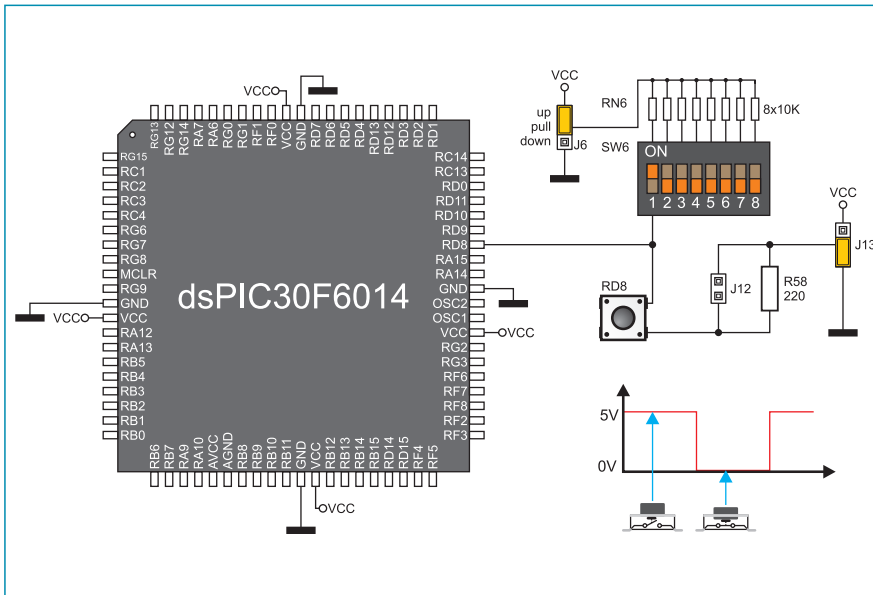 VCC
GND
RG13
RG12
RG14
RA7
RA6
RG0
RG1
RF1
RF0
VCC
GND
RD7
RD6
RD5
RD4
RD13
RD12
RD3
RD2
RD1
RG15
RC1
RC2
RC3
RC4
RG6
RG7
RG8
MCLR
RG9
GND
VCC
VCC
RA12
RA13
RB5
RB4
RB3
RB2
RB1
RB0
dsPIC30F6014
RC14
RC13
RD0
RD11
RD10
RD9
RD8
RA15
RA14
GND
OSC2
OSC1
VCC
VCC
RG2
RG3
RF6
RF7
RF8
RF2
RF3
RB6
RB7
RA9
RA10
AVCC
AGND
RB8
RB9
RB10
RB11
GND
VCC
RB12
RB13
RB14
RB15
RD14
RD15
RF4
RF5
VCC
VCC
up
pull
down
J6
RN6
8x10K
SW6
ON
1 2 3 4 5 6 7 8
VCC
J13
RD8
J12
R58
220
5V
0V